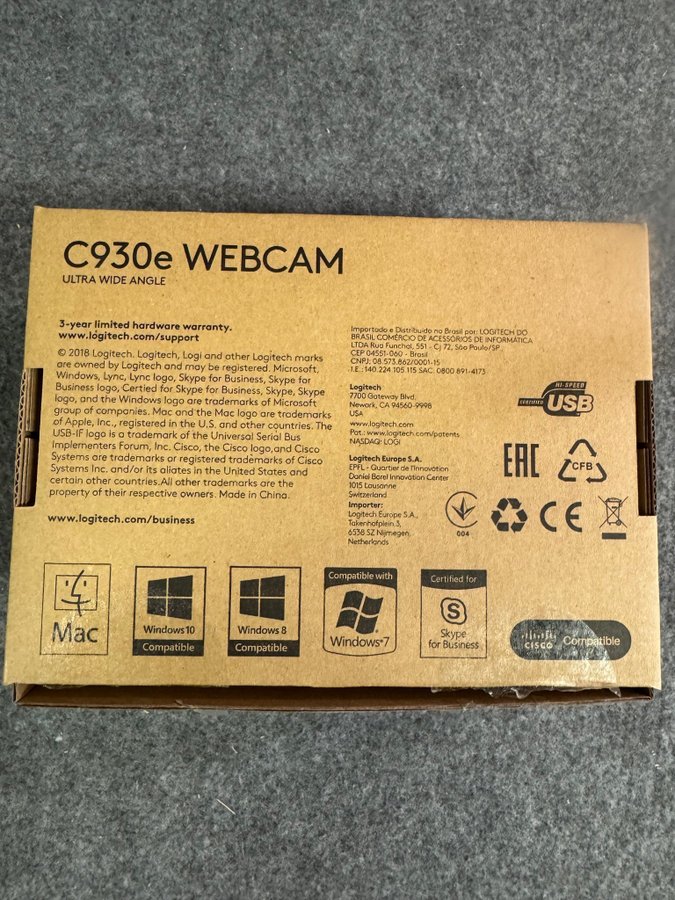 C930e WEBCAM
ULTRA WIDE ANGLE
3-year limited hardware warranty.
www.logitech.com/support
© 2018 Logitech. Logitech, Logi and other Logitech marks
are owned by Logitech and may be registered. Microsoft,
Windows, Lync, Lync logo, Skype for Business, Skype for
Business logo, Certied for Skype for Business, Skype, Skype
logo, and the Windows logo are trademarks of Microsoft
group of companies. Mac and the Mac logo are trademarks
of Apple, Inc., registered in the U.S. and other countries. The
USB-IF logo is a trademark of the Universal Serial Bus
Implementers Forum, Inc. Cisco, the Cisco logo,and Cisco
Systems are trademarks or registered trademarks of Cisco
Systems Inc. and/or its aliates in the United States and
certain other countries.All other trademarks are the
property of their respective owners. Made in China.
www.logitech.com/business
Importado e Distribuido no Brasil por: LOGITECH DO
BRASIL COMÉRCIO DE ACESSÓRIOS DE INFORMÁTICA
LTDA Rua Funchal, 551 - Cj 72, São Paulo/SP,
CEP 04551-060 - Brasil
CNPJ: 08.573.862/0001-15
I.E.: 140 224 105 115 SAC: 0800 891-4173
Logitech
7700 Gateway Blvd.
Newark, CA 94560-9998
USA
www.logitech.com
Pat.: www.logitech.com/patents
NASDAQ: LOGI
Logitech Europe S.A.
EPFL - Quartier de l'Innovation
Daniel Borel Innovation Center
1015 Lausanne
Switzerland
Importer:
Logitech Europe S.A.,
Takenhofplein 3,
6538 SZ Nijmegen,
Netherlands
HI-SPEED
CERTIFIED
USB
EAC
CFB
004
CE
Mac
Windows 10
Compatible
Windows 8
Compatible
Compatible with
Windows 7
Certified for
S
Skype
for Business
CISCO
Compatible